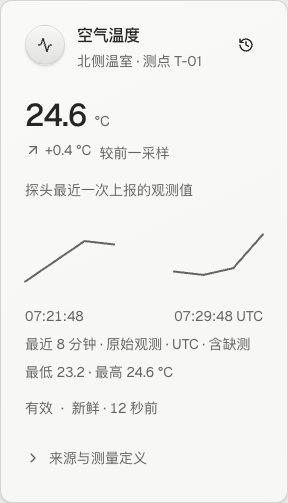 空气温度
北侧温室 · 测点 T-01
24.6 °C
+0.4 °C 较前一采样
探头最近一次上报的观测值
07:21:48 07:29:48 UTC
最近 8 分钟 · 原始观测 · UTC · 含缺测
最低 23.2 · 最高 24.6 °C
有效 · 新鲜 · 12 秒前
来源与测量定义